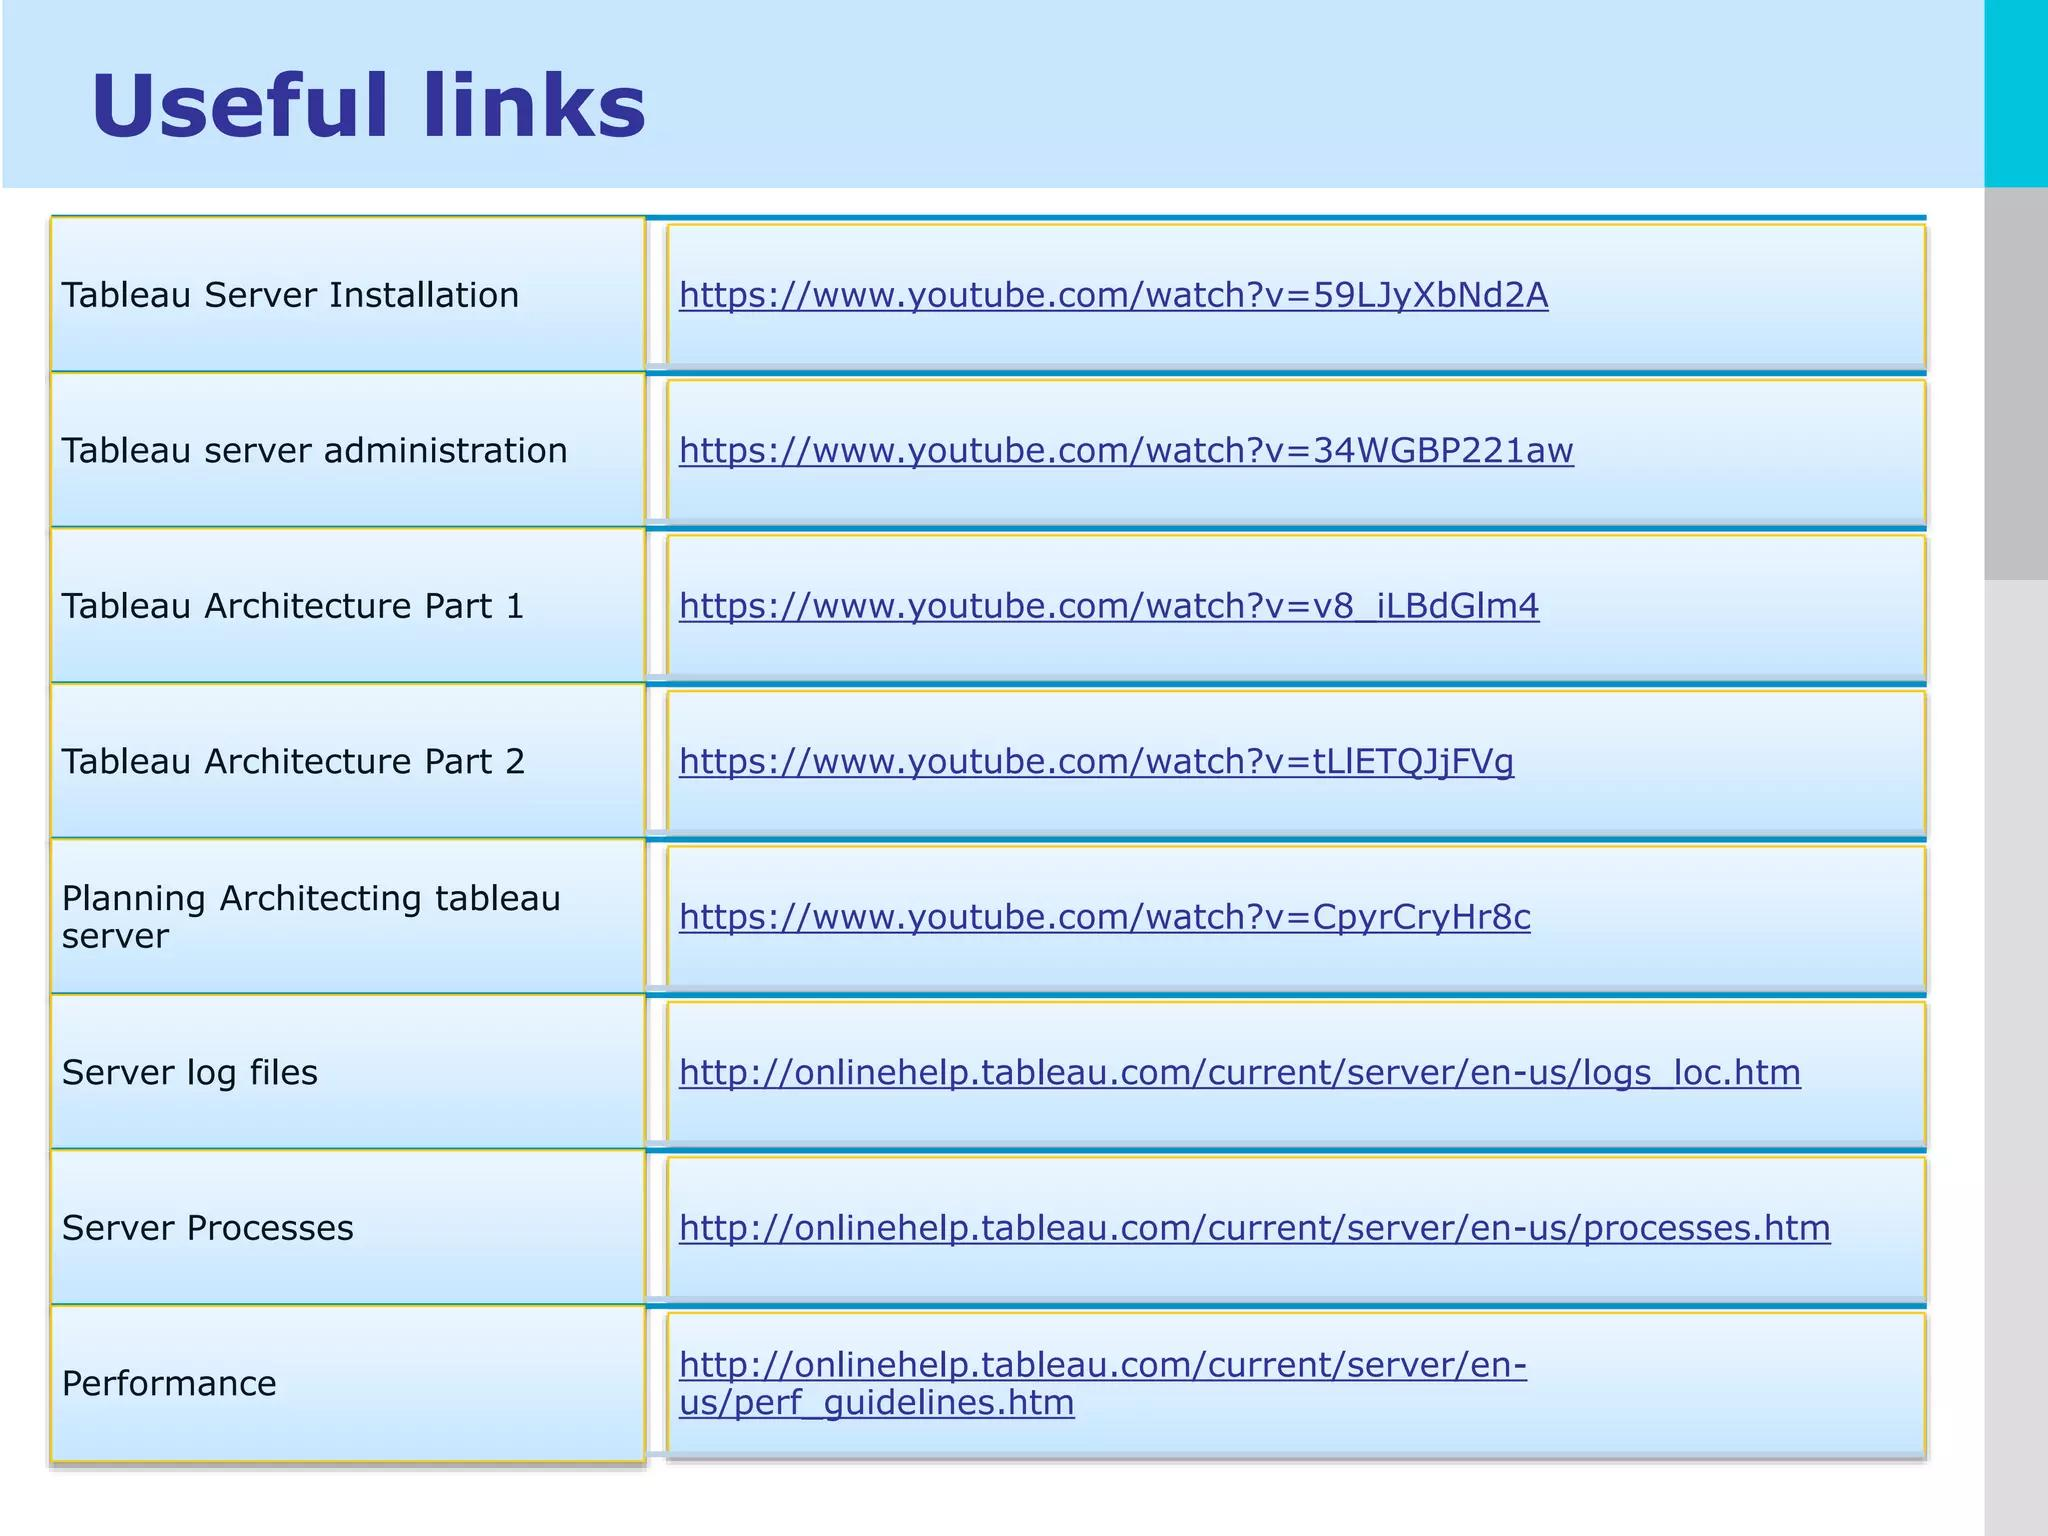 Useful links
Tableau Server Installation
https://www.youtube.com/watch?v=59LJyXbNd2A
Tableau server administration
https://www.youtube.com/watch?v=34WGBP221aw
Tableau Architecture Part 1
https://www.youtube.com/watch?v=v8_iLBdGlm4
Tableau Architecture Part 2
https://www.youtube.com/watch?v=tLlETQJjFVg
Planning Architecting tableau
server
https://www.youtube.com/watch?v=CpyrCryHr8c
Server log files
http://onlinehelp.tableau.com/current/server/en-us/logs_loc.htm
Server Processes
http://onlinehelp.tableau.com/current/server/en-us/processes.htm
Performance
http://onlinehelp.tableau.com/current/server/en-
us/perf_guidelines.htm